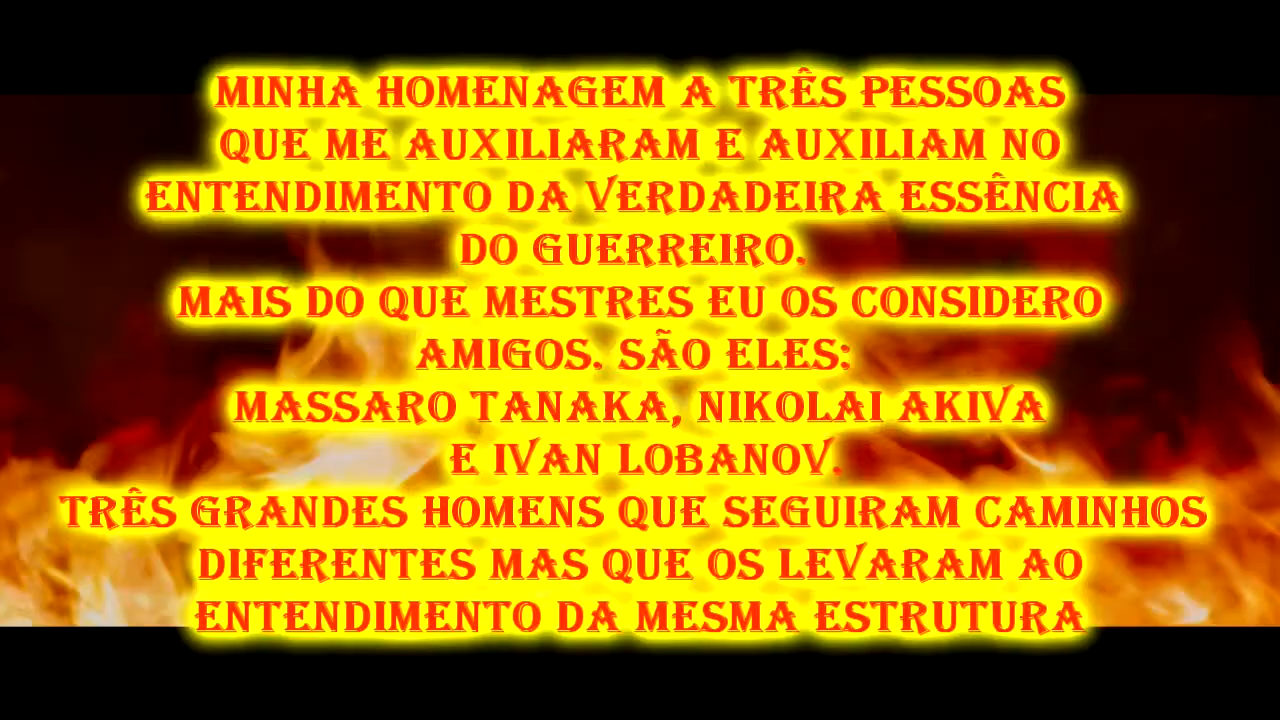 MINHA HOMENAGEM A TRÊS PESSOAS
QUE ME AUXILIARAM E AUXILIAM NO
ENTENDIMENTO DA VERDADEIRA ESSÊNCIA
DO GUERREIRO.
MAIS DO QUE MESTRES EU OS CONSIDERO
AMIGOS. SÃO ELES:
MASSARO TANAKA, NIKOLAI AKIVA
E IVAN LOBANOV.
TRÊS GRANDES HOMENS QUE SEGUIRAM CAMINHOS
DIFERENTES MAS QUE OS LEVARAM AO
ENTENDIMENTO DA MESMA ESTRUTURA